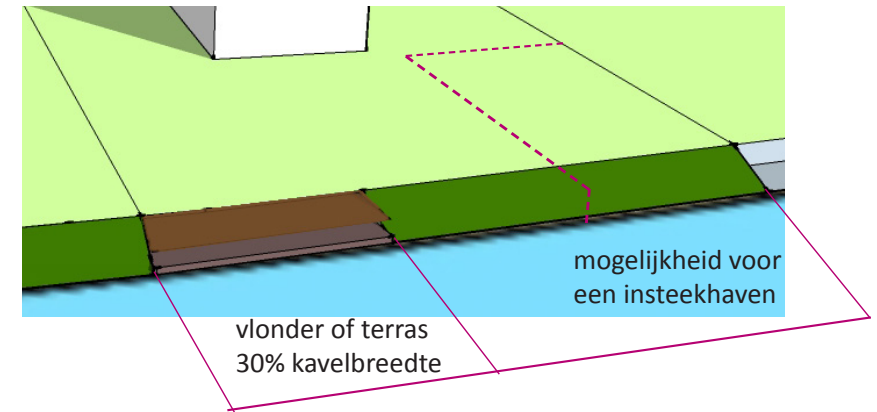 mogelijkheid voor
een insteekhaven
vlonder of terras
30% kavelbreedte